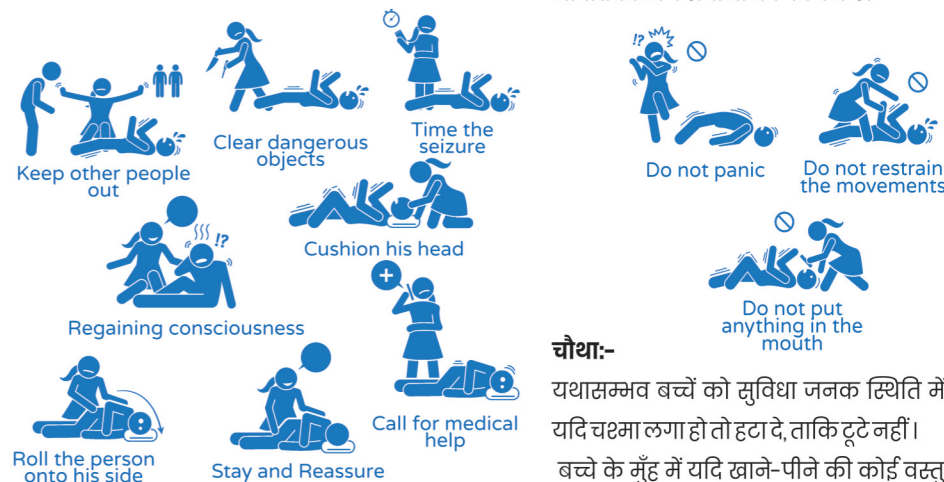 Keep other people
out
Clear dangerous
objects
Time the
seizure
Cushion his head
Regaining consciousness
Call for medical
help
Roll the person
onto his side
Stay and Reassure
!?
!?
Do not panic
Do not restrain
the movements
Do not put
anything in the
mouth
चौथा:-
यथासम्भव बच्चें को सुविधा जनक स्थिति में
यदि चश्मा लगा हो तो हटा दे, ताकि टूटे नहीं।
बच्चे के मुँह में यदि खाने-पीने की कोई वस्तु